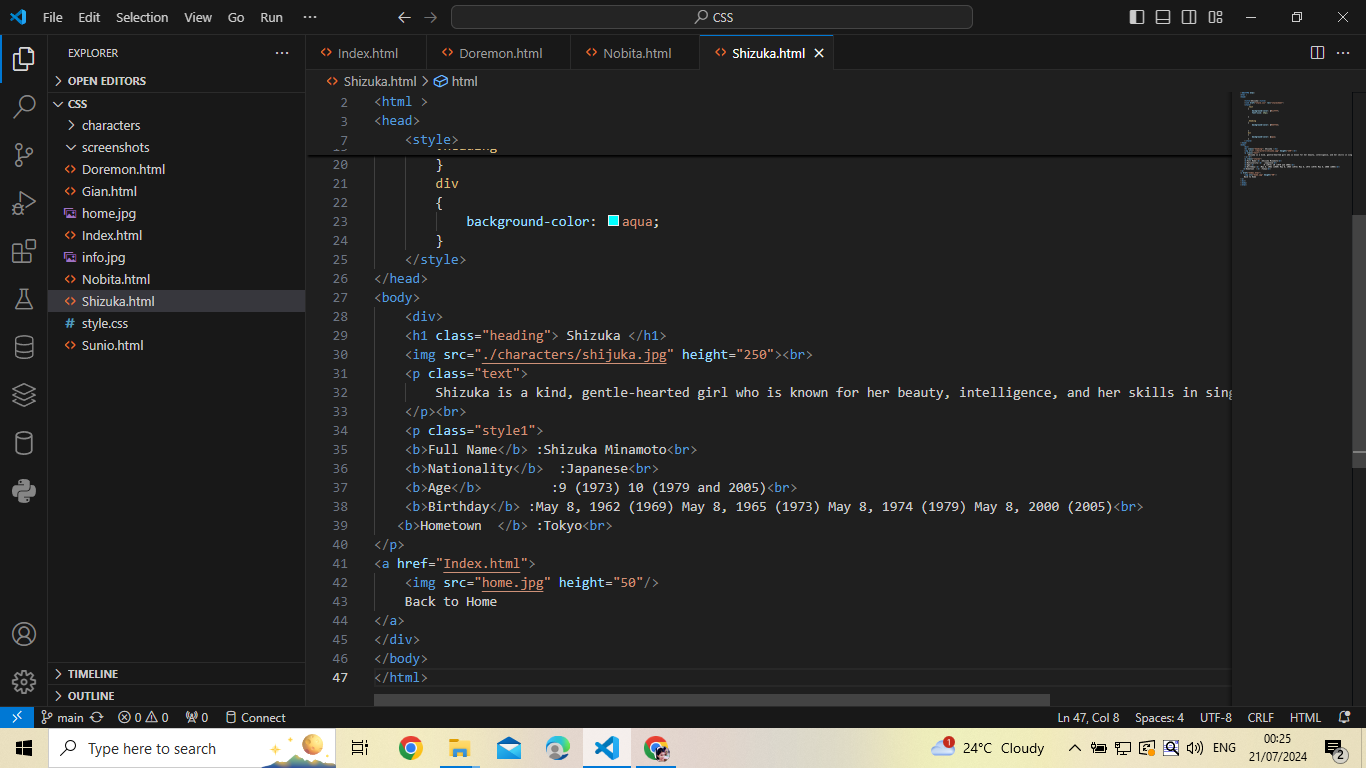 File Edit Selection View Go Run ··· CSS
EXPLORER ···
OPEN EDITORS
CSS
characters
screenshots
Doremon.html
Gian.html
home.jpg
Index.html
info.jpg
Nobita.html
Shizuka.html
style.css
Sunio.html
TIMELINE
OUTLINE
Index.html Doremon.html Nobita.html Shizuka.html
Shizuka.html > html
2 <html >
3 <head>
7 <style>
20 }
21 div
22 {
23 background-color: aqua;
24 }
25 </style>
26 </head>
27 <body>
28 <div>
29 <h1 class="heading"> Shizuka </h1>
30 <img src="./characters/shijuka.jpg" height="250"><br>
31 <p class="text">
32 Shizuka is a kind, gentle-hearted girl who is known for her beauty, intelligence, and her skills in sing
33 </p><br>
34 <p class="style1">
35 <b>Full Name</b> :Shizuka Minamoto<br>
36 <b>Nationality</b>  :Japanese<br>
37 <b>Age</b>         :9 (1973) 10 (1979 and 2005)<br>
38 <b>Birthday</b> :May 8, 1962 (1969) May 8, 1965 (1973) May 8, 1974 (1979) May 8, 2000 (2005)<br>
39 <b>Hometown  </b> :Tokyo<br>
40 </p>
41 <a href="Index.html">
42 <img src="home.jpg" height="50"/>
43 Back to Home
44 </a>
45 </div>
46 </body>
47 </html>
main 0 0 0 Connect Ln 47, Col 8 Spaces: 4 UTF-8 CRLF HTML
Type here to search 1 24°C Cloudy ENG 00:25 2
21/07/2024